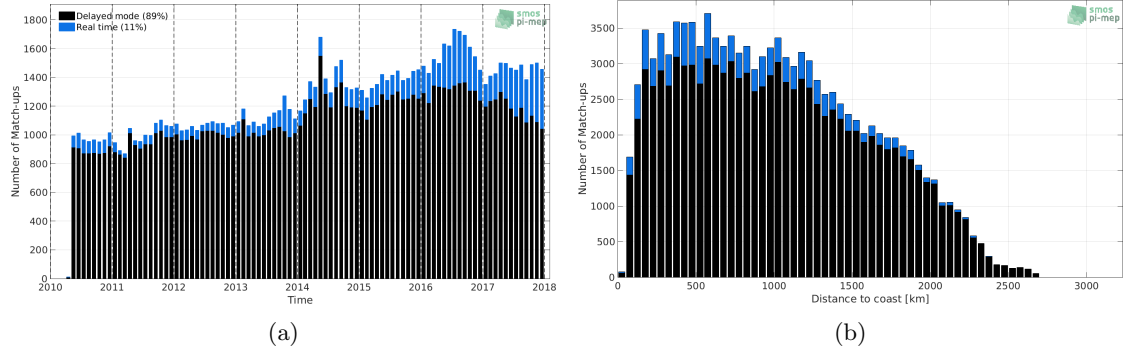 Delayed mode (89%)
Real time (11%)
smos
pi-mep
Number of Match-ups
1800
1600
1400
1200
1000
800
600
400
200
0
2010 2011 2012 2013 2014 2015 2016 2017 2018
Time
(a)
smos
pi-mep
Number of Match-ups
3500
3000
2500
2000
1500
1000
500
0
0 500 1000 1500 2000 2500 3000
Distance to coast [km]
(b)